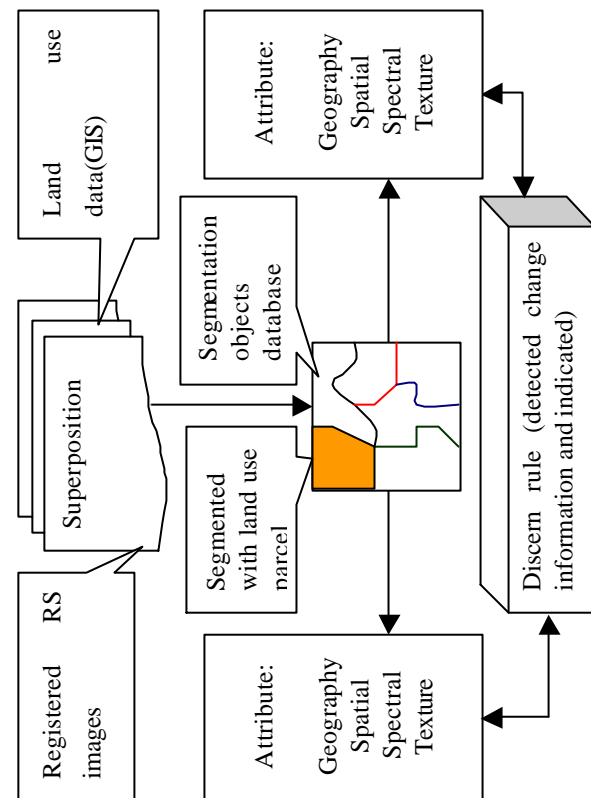 Registered RS
images
Superposition
Land use
data(GIS)
Segmented
with land use
parcel
Segmentation
objects
database
Attribute:
Geography
Spatial
Spectral
Texture
Attribute:
Geography
Spatial
Spectral
Texture
Discern rule (detected change
information and indicated)